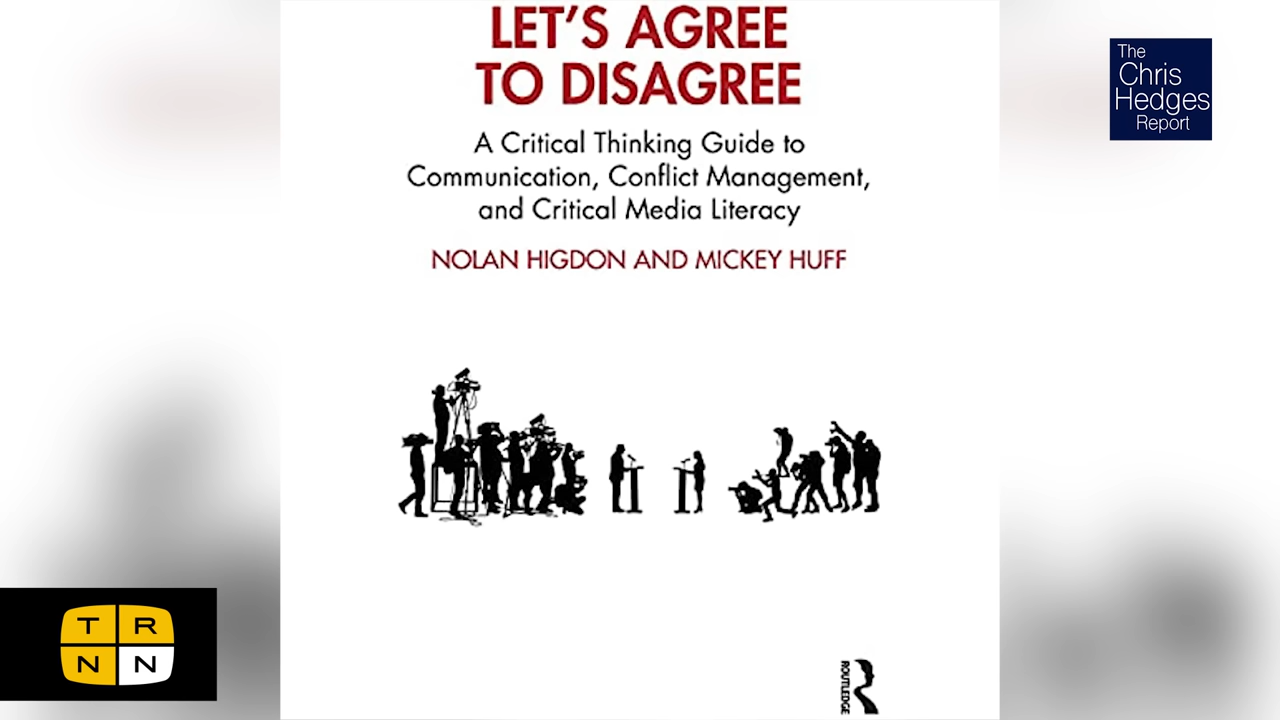 LET'S AGREE
TO DISAGREE
A Critical Thinking Guide to
Communication, Conflict Management,
and Critical Media Literacy
NOLAN HIGDON AND MICKEY HUFF
The
Chris
Hedges
Report
T R
N N
ROUTLEDGE